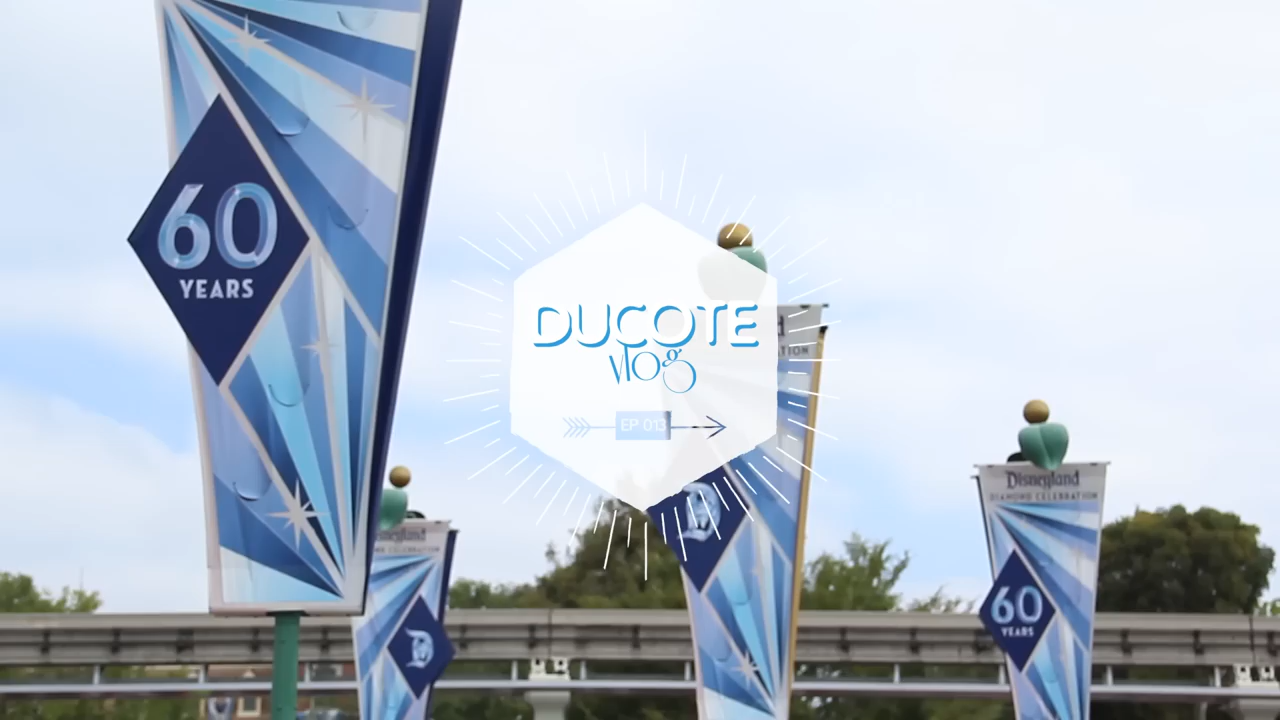 60
YEARS
DUCOTE
vlog
EP 013
Disneyland
DIAMOND CELEBRATION
60
YEARS
D
D